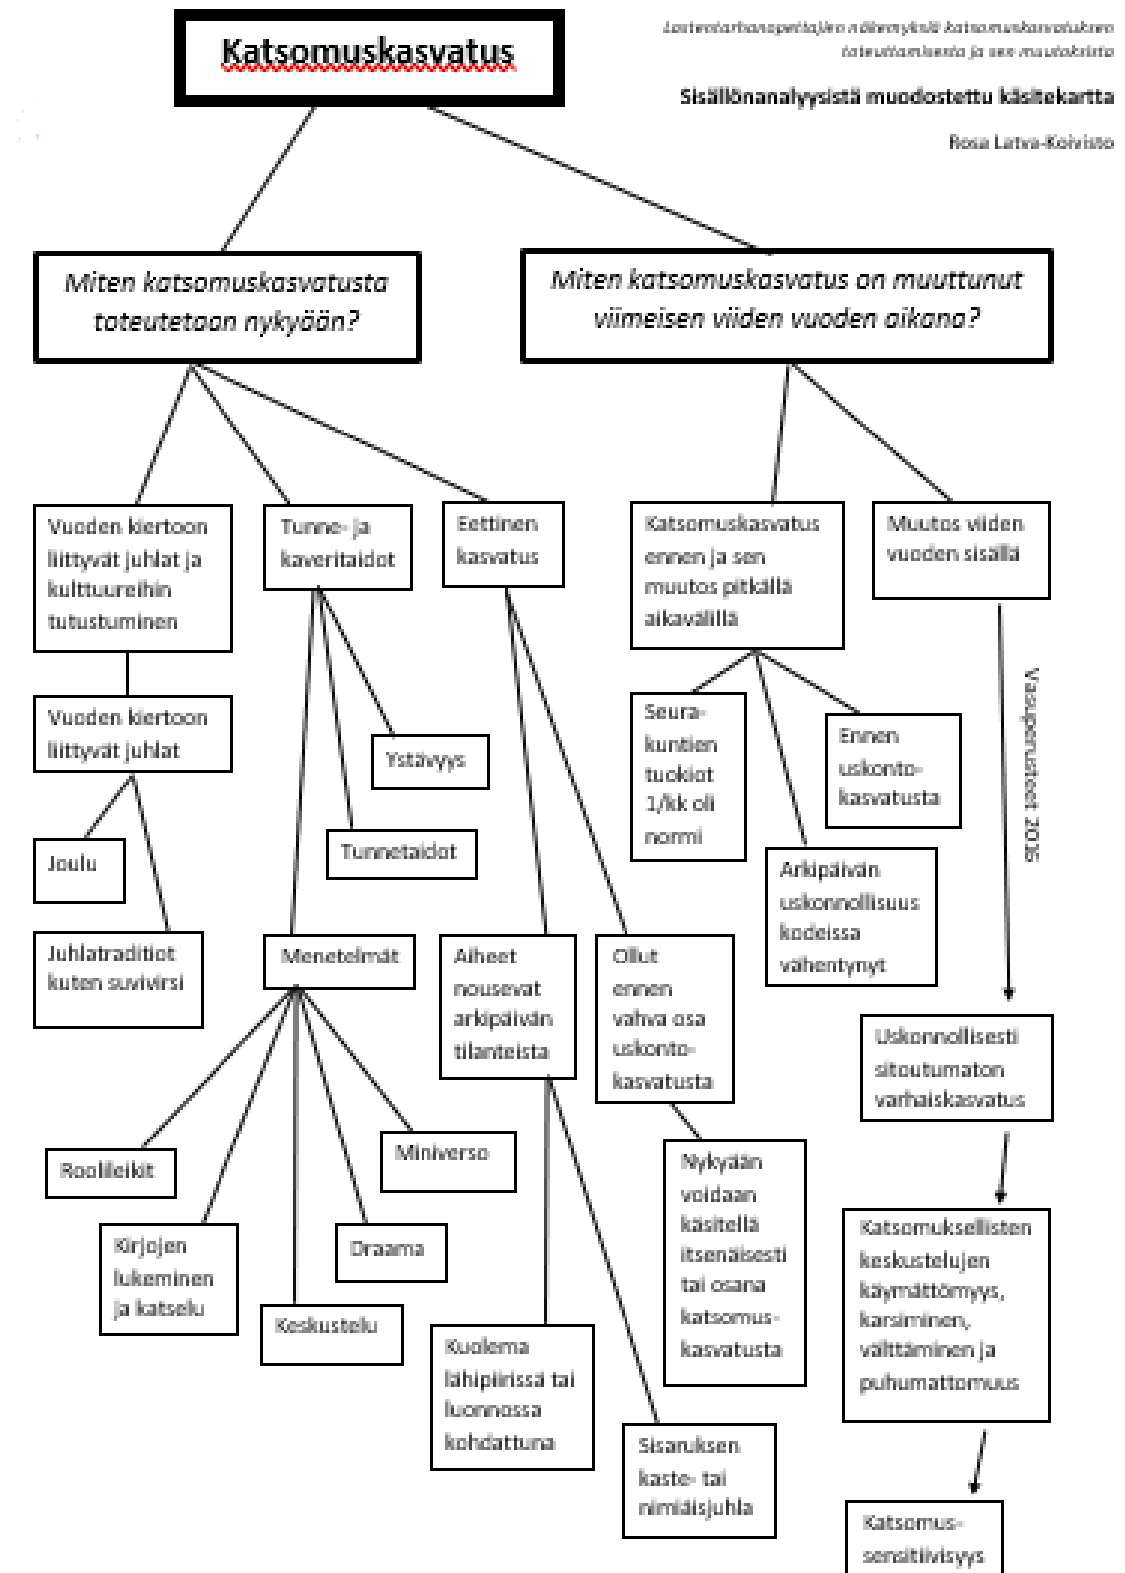 Katsomuskasvatus
Lastentarhanopettajien näkemyksiä katsomuskasvatuksen
toteuttamisesta ja sen muutoksista
Sisällönanalyysistä muodostettu käsitekartta
Rosa Latva-Koivisto
Miten katsomuskasvatusta
toteutetaan nykyään?
Miten katsomuskasvatus on muuttunut
viimeisen viiden vuoden aikana?
Vuoden kiertoon
liittyvät juhlat ja
kulttuureihin
tutustuminen
Tunne- ja
kaveritaidot
Eettinen
kasvatus
Katsomuskasvatus
ennen ja sen
muutos pitkällä
aikavälillä
Muutos viiden
vuoden sisällä
Vuoden kiertoon
liittyvät juhlat
Ystävyys
Seura-
kuntien
tuokiot
1/kk oli
normi
Ennen
uskonto-
kasvatusta
Vasuperusteet 2016
Joulu
Tunnetaidot
Arkipäivän
uskonnollisuus
kodeissa
vähentynyt
Juhlatraditiot
kuten suvivirsi
Menetelmät
Aiheet
nousevat
arkipäivän
tilanteista
Ollut
ennen
vahva osa
uskonto-
kasvatusta
Uskonnollisesti
sitoutumaton
varhaiskasvatus
Roolileikit
Miniverso
Nykyään
voidaan
käsitellä
itsenäisesti
tai osana
katsomus-
kasvatusta
Kirjojen
lukeminen
ja katselu
Draama
Keskustelu
Katsomuksellisten
keskustelujen
käymättömyys,
karsiminen,
välttäminen ja
puhumattomuus
Kuolema
lähipiirissä tai
luonnossa
kohdattuna
Sisaruksen
kaste- tai
nimiäisjuhla
Katsomus-
sensitiivisyys